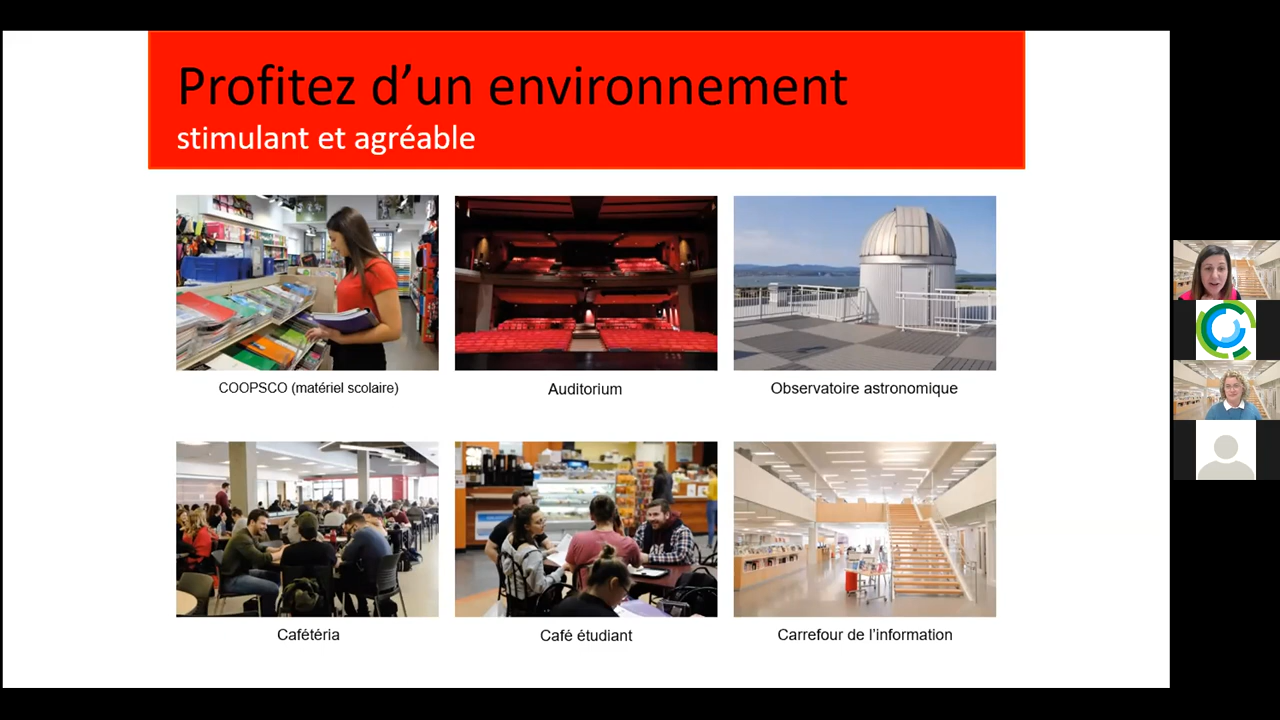 Profitez d’un environnement
stimulant et agréable
COOPSCO (matériel scolaire)
Auditorium
Observatoire astronomique
Cafétéria
Café étudiant
Carrefour de l’information